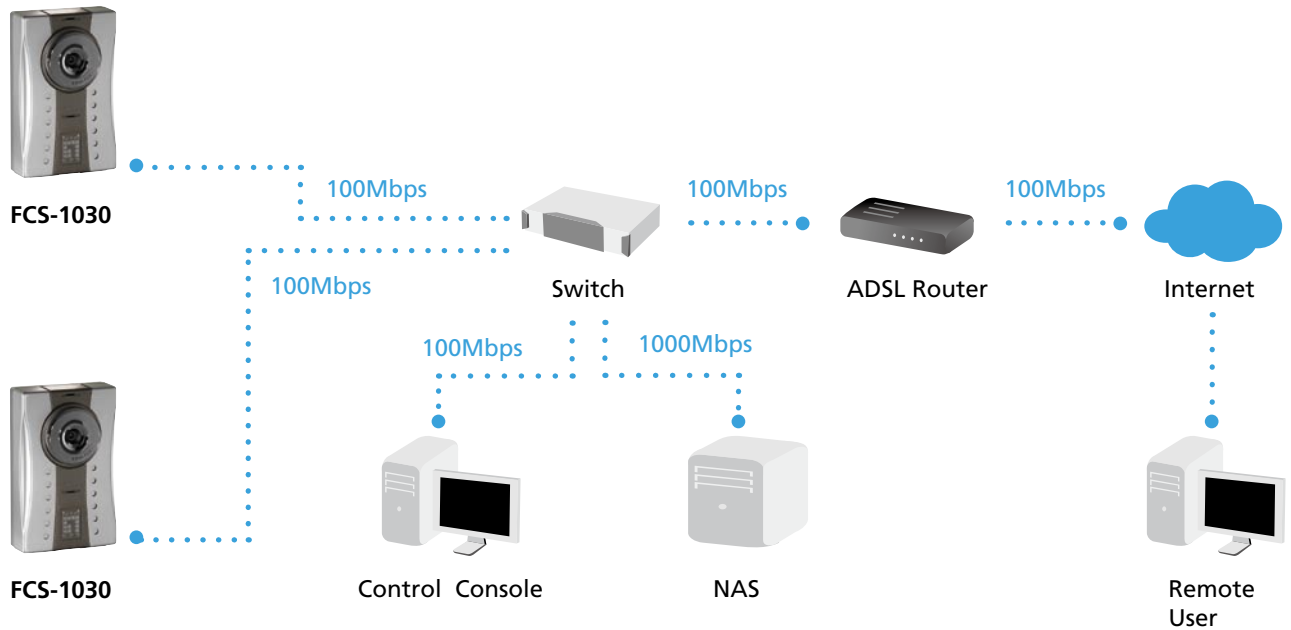 100Mbps
100Mbps
100Mbps
FCS-1030
100Mbps
Switch
ADSL Router
Internet
100Mbps
1000Mbps
FCS-1030
Control Console
NAS
Remote
User